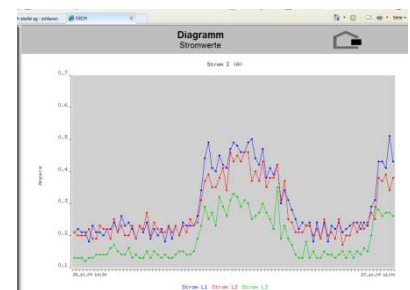 Diagramm
Stromwerte
Strom I (A)
0,7
0,6
0,5
0,4
0,3
0,2
0,1
Ampere
Strom L1 Strom L2 Strom L3